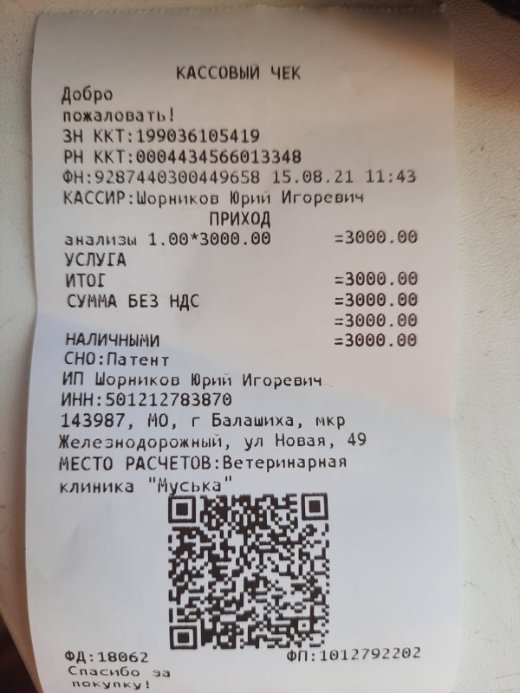 КАССОВЫЙ ЧЕК
Добро
пожаловать!
ЗН ККТ:199036105419
РН ККТ:0004434566013348
ФН:9287440300449658 15.08.21 11:43
КАССИР:Шорников Юрий Игоревич
ПРИХОД
анализы 1.00*3000.00 =3000.00
УСЛУГА
ИТОГ =3000.00
СУММА БЕЗ НДС =3000.00
=3000.00
НАЛИЧНЫМИ =3000.00
СНО:Патент
ИП Шорников Юрий Игоревич
ИНН:501212783870
143987, МО, г Балашиха, мкр
Железнодорожный, ул Новая, 49
МЕСТО РАСЧЕТОВ:Ветеринарная
клиника "Муська"
ФД:18062 ФП:1012792202
Спасибо за
покупку!